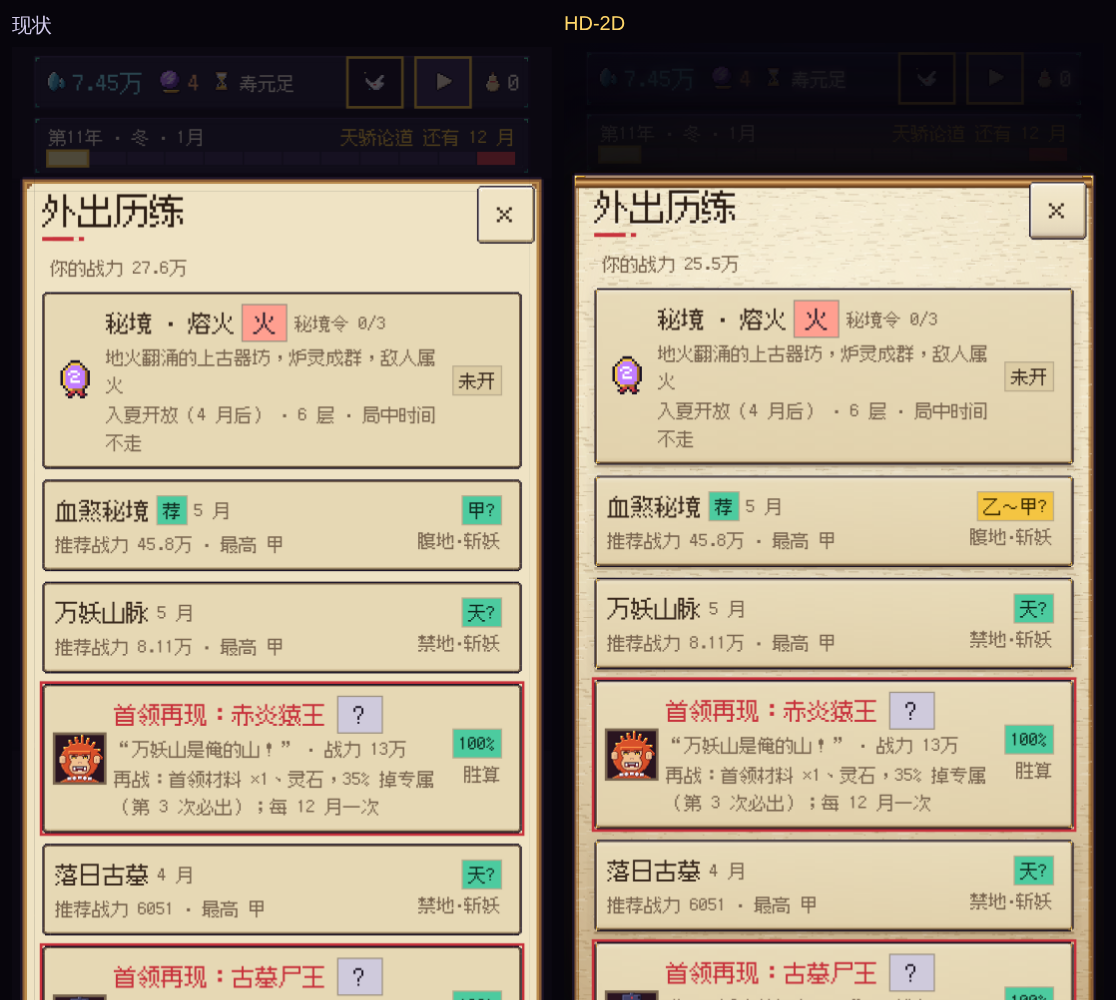 现状
7.45万 4 寿元足 0
第11年 · 冬 · 1月 天骄论道 还有 12 月
外出历练 ×
你的战力 27.6万
秘境 · 熔火 火 秘境令 0/3
地火翻涌的上古器坊，炉灵成群，敌人属
火
入夏开放（4 月后） · 6 层 · 局中时间
不走
2
未开
血煞秘境 荐 5 月 甲?
推荐战力 45.8万 · 最高 甲 腹地·斩妖
万妖山脉 5 月 天?
推荐战力 8.11万 · 最高 甲 禁地·斩妖
首领再现：赤炎猿王 ?
“万妖山是俺的山！” · 战力 13万 100%
再战：首领材料 ×1、灵石，35% 掉专属 胜算
（第 3 次必出）；每 12 月一次
落日古墓 4 月 天?
推荐战力 6051 · 最高 甲 禁地·斩妖
首领再现：古墓尸王 ?
HD-2D
7.45万 4 寿元足 0
第11年 · 冬 · 1月 天骄论道 还有 12 月
外出历练 ×
你的战力 25.5万
秘境 · 熔火 火 秘境令 0/3
地火翻涌的上古器坊，炉灵成群，敌人属
火
入夏开放（4 月后） · 6 层 · 局中时间
不走
2
未开
血煞秘境 荐 5 月 乙～甲?
推荐战力 45.8万 · 最高 甲 腹地·斩妖
万妖山脉 5 月 天?
推荐战力 8.11万 · 最高 甲 禁地·斩妖
首领再现：赤炎猿王 ?
“万妖山是俺的山！” · 战力 13万 100%
再战：首领材料 ×1、灵石，35% 掉专属 胜算
（第 3 次必出）；每 12 月一次
落日古墓 4 月 天?
推荐战力 6051 · 最高 甲 禁地·斩妖
首领再现：古墓尸王 ?